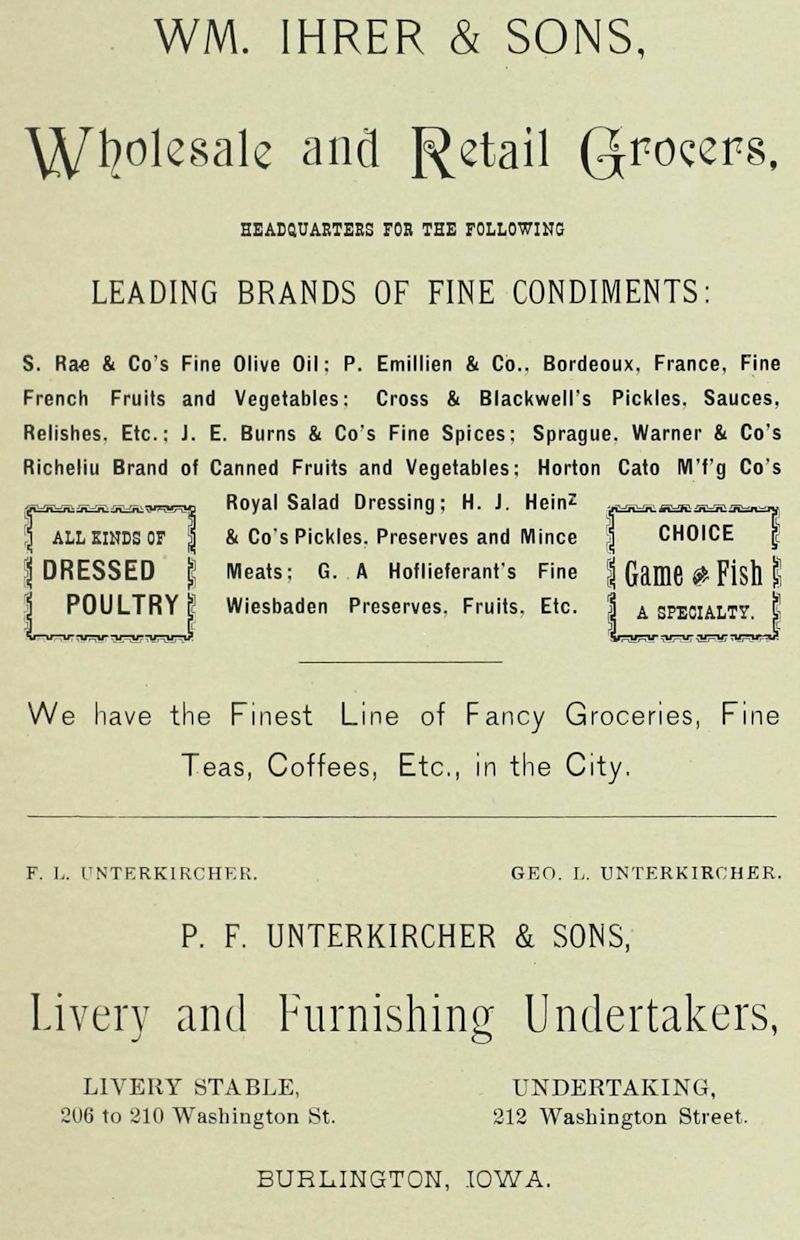 WM. IHRER & SONS,
Wholesale and Retail Grocers,
HEADQUARTERS FOR THE FOLLOWING
LEADING BRANDS OF FINE CONDIMENTS:
S. Rae & Co's Fine Olive Oil; P. Emillien & Co., Bordeoux, France, Fine
French Fruits and Vegetables; Cross & Blackwell's Pickles, Sauces,
Relishes, Etc.; J. E. Burns & Co's Fine Spices; Sprague, Warner & Co's
Richeliu Brand of Canned Fruits and Vegetables; Horton Cato M'f'g Co's
Royal Salad Dressing; H. J. Heinz
& Co's Pickles, Preserves and Mince
Meats; G. A Hoflieferant's Fine
Wiesbaden Preserves, Fruits, Etc.
ALL KINDS OF
DRESSED
POULTRY
CHOICE
Game & Fish
A SPECIALTY.
We have the Finest Line of Fancy Groceries, Fine
Teas, Coffees, Etc., in the City.
F. L. UNTERKIRCHER. GEO. L. UNTERKIRCHER.
P. F. UNTERKIRCHER & SONS,
Livery and Furnishing Undertakers,
LIVERY STABLE, UNDERTAKING,
206 to 210 Washington St. 212 Washington Street.
BURLINGTON, IOWA.